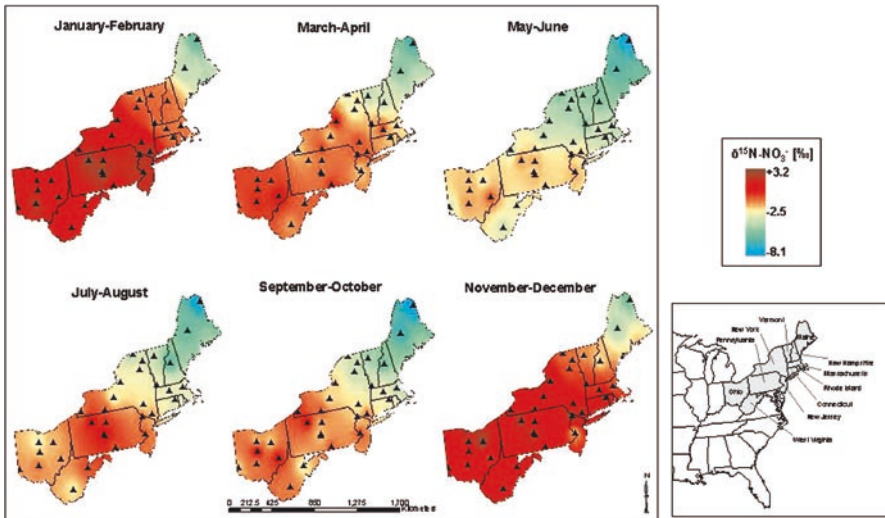 January-February
March-April
May-June
July-August
September-October
November-December
δ¹⁵N-NO₃⁻ [‰]
+3.2
-2.5
-8.1
0 212.5 425 850 1,275 1,700
Kilometers
N
Vermont
New York
Pennsylvania
Maine
New Hampshire
Massachusetts
Rhode Island
Connecticut
New Jersey
Ohio
West Virginia